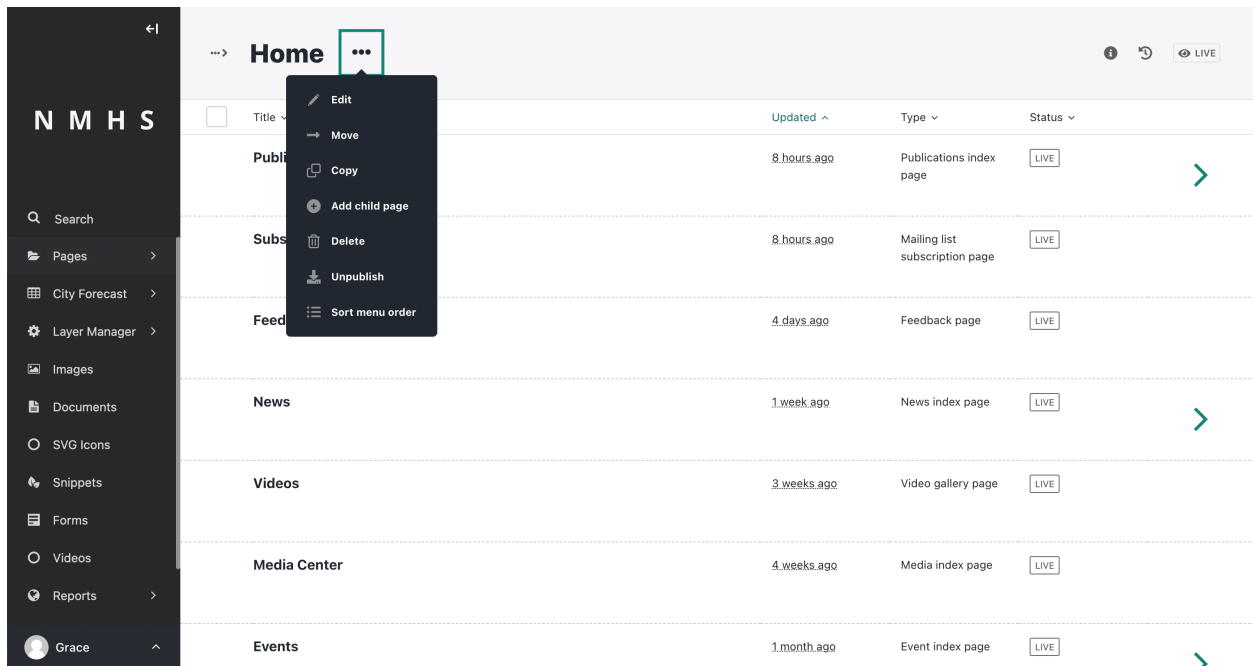 Home
LIVE
NMHS
Search
Pages
City Forecast
Layer Manager
Images
Documents
SVG Icons
Snippets
Forms
Videos
Reports
Grace
Edit
Move
Copy
Add child page
Delete
Unpublish
Sort menu order
Title Updated Type Status
Publi 8 hours ago Publications index LIVE
page
Subs 8 hours ago Mailing list LIVE
subscription page
Feed 4 days ago Feedback page LIVE
News 1 week ago News index page LIVE
Videos 3 weeks ago Video gallery page LIVE
Media Center 4 weeks ago Media index page LIVE
Events 1 month ago Event index page LIVE